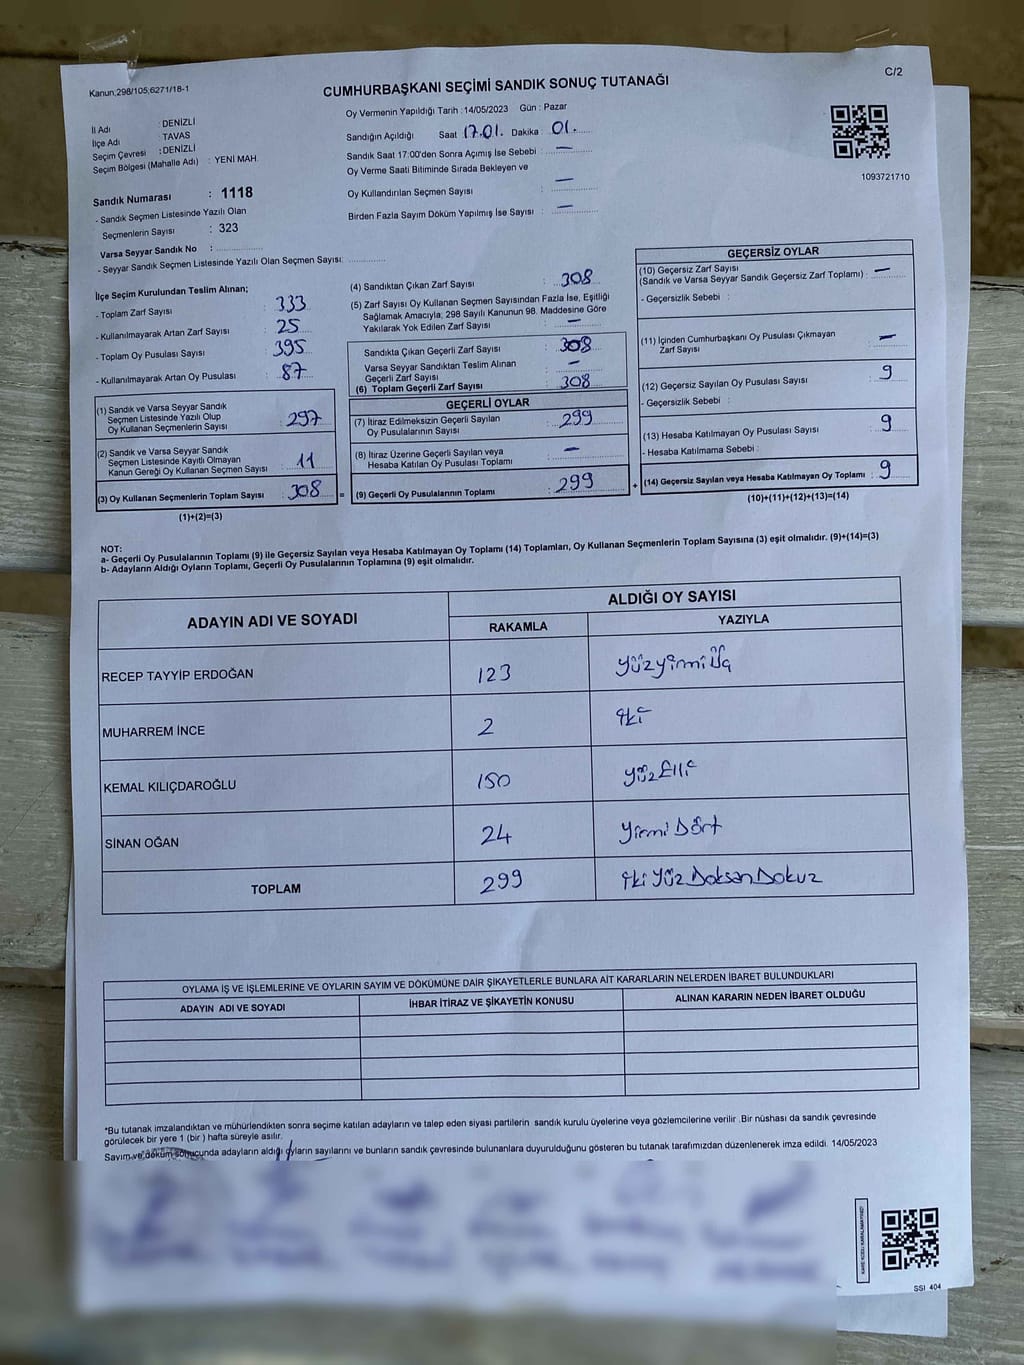 C/2
Kanun,298/105;6271/18-1
CUMHURBAŞKANI SEÇİMİ SANDIK SONUÇ TUTANAĞI
İl Adı : DENİZLİ
İlçe Adı : TAVAS
Seçim Çevresi : DENİZLİ
Seçim Bölgesi (Mahalle Adı) : YENİ MAH.
Oy Vermenin Yapıldığı Tarih : 14/05/2023 Gün : Pazar
Sandığın Açıldığı Saat 17.01. Dakika : 01.
Sandık Saat 17:00'den Sonra Açımış İse Sebebi : —
Oy Verme Saati Bitiminde Sırada Bekleyen ve
Oy Kullandırılan Seçmen Sayısı : —
Birden Fazla Sayım Döküm Yapılmış İse Sayısı : —
1093721710
Sandık Numarası : 1118
- Sandık Seçmen Listesinde Yazılı Olan
Seçmenlerin Sayısı : 323
Varsa Seyyar Sandık No :
- Seyyar Sandık Seçmen Listesinde Yazılı Olan Seçmen Sayısı:
İlçe Seçim Kurulundan Teslim Alınan;
- Toplam Zarf Sayısı : 333
- Kullanılmayarak Artan Zarf Sayısı : 25
- Toplam Oy Pusulası Sayısı : 395
- Kullanılmayarak Artan Oy Pusulası : 87
(1) Sandık ve Varsa Seyyar Sandık
Seçmen Listesinde Yazılı Olup
Oy Kullanan Seçmenlerin Sayısı : 297
(2) Sandık ve Varsa Seyyar Sandık
Seçmen Listesinde Kayıtlı Olmayan
Kanun Gereği Oy Kullanan Seçmen Sayısı : 11
(3) Oy Kullanan Seçmenlerin Toplam Sayısı : 308 =
(1)+(2)=(3)
(4) Sandıktan Çıkan Zarf Sayısı : 308
(5) Zarf Sayısı Oy Kullanan Seçmen Sayısından Fazla İse, Eşitliği
Sağlamak Amacıyla; 298 Sayılı Kanunun 98. Maddesine Göre
Yakılarak Yok Edilen Zarf Sayısı : —
Sandıkta Çıkan Geçerli Zarf Sayısı : 308
Varsa Seyyar Sandıktan Teslim Alınan
Geçerli Zarf Sayısı : —
(6) Toplam Geçerli Zarf Sayısı : 308
GEÇERLİ OYLAR
(7) İtiraz Edilmeksizin Geçerli Sayılan
Oy Pusulalarının Sayısı : 299
(8) İtiraz Üzerine Geçerli Sayılan veya
Hesaba Katılan Oy Pusulası Toplamı : —
(9) Geçerli Oy Pusulalarının Toplamı : 299 +
GEÇERSİZ OYLAR
(10) Geçersiz Zarf Sayısı
(Sandık ve Varsa Seyyar Sandık Geçersiz Zarf Toplamı) : —
- Geçersizlik Sebebi :
(11) İçinden Cumhurbaşkanı Oy Pusulası Çıkmayan
Zarf Sayısı : —
(12) Geçersiz Sayılan Oy Pusulası Sayısı : 9
- Geçersizlik Sebebi :
(13) Hesaba Katılmayan Oy Pusulası Sayısı : 9
- Hesaba Katılmama Sebebi :
(14) Geçersiz Sayılan veya Hesaba Katılmayan Oy Toplamı : 9
(10)+(11)+(12)+(13)=(14)
NOT:
a- Geçerli Oy Pusulalarının Toplamı (9) ile Geçersiz Sayılan veya Hesaba Katılmayan Oy Toplamı (14) Toplamları, Oy Kullanan Seçmenlerin Toplam Sayısına (3) eşit olmalıdır. (9)+(14)=(3)
b- Adayların Aldığı Oyların Toplamı, Geçerli Oy Pusulalarının Toplamına (9) eşit olmalıdır.
ADAYIN ADI VE SOYADI
ALDIĞI OY SAYISI
RAKAMLA YAZIYLA
RECEP TAYYİP ERDOĞAN 123 Yüzyirmi Üç
MUHARREM İNCE 2 iki
KEMAL KILIÇDAROĞLU 150 YüzElli
SİNAN OĞAN 24 Yirmi Dört
TOPLAM 299 iki Yüz Doksan Dokuz
OYLAMA İŞ VE İŞLEMLERİNE VE OYLARIN SAYIM VE DÖKÜMÜNE DAİR ŞİKAYETLERLE BUNLARA AİT KARARLARIN NELERDEN İBARET BULUNDUKLARI
ADAYIN ADI VE SOYADI İHBAR İTİRAZ VE ŞİKAYETİN KONUSU ALINAN KARARIN NEDEN İBARET OLDUĞU
*Bu tutanak imzalandıktan ve mühürlendikten sonra seçime katılan adayların ve talep eden siyasi partilerin sandık kurulu üyelerine veya gözlemcilerine verilir. Bir nüshası da sandık çevresinde
görülecek bir yere 1 (bir) hafta süreyle asılır.
Sayım ve döküm sonucunda adayların aldığı oyların sayılarını ve bunların sandık çevresinde bulunanlara duyurulduğunu gösteren bu tutanak tarafımızdan düzenlenerek imza edildi. 14/05/2023
SSI 404